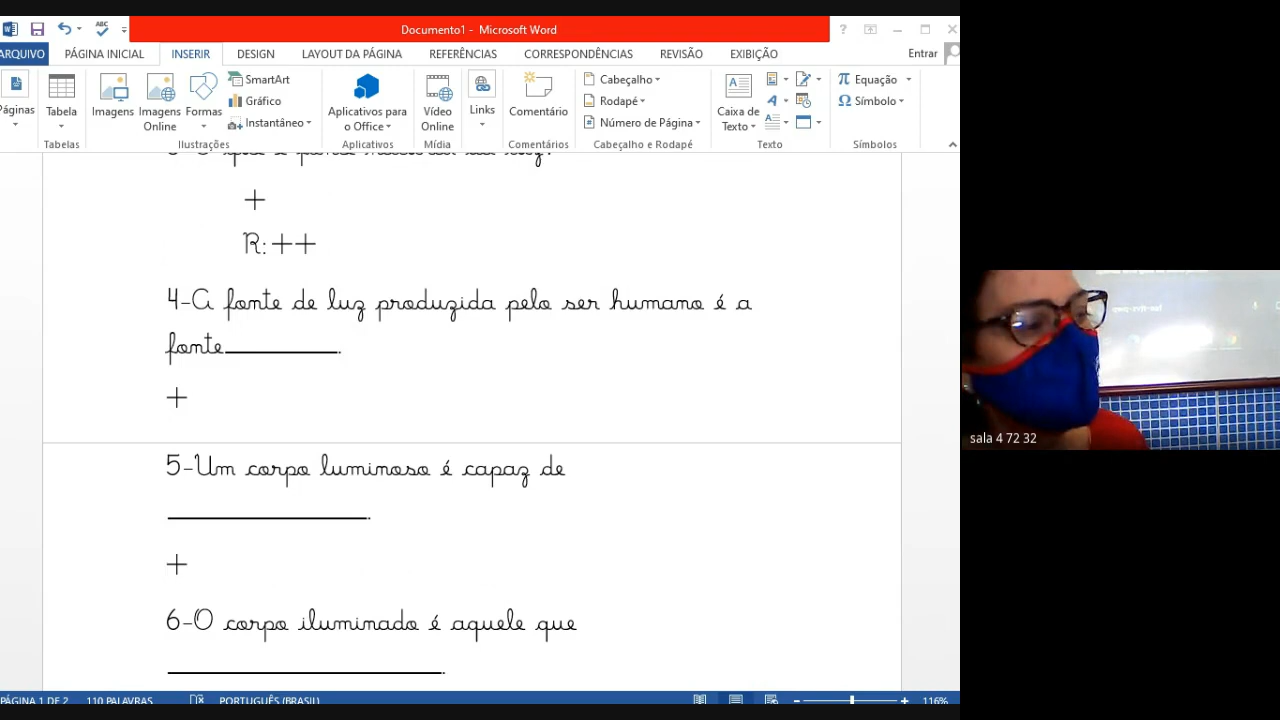 Documento1 - Microsoft Word
ARQUIVO PÁGINA INICIAL INSERIR DESIGN LAYOUT DA PÁGINA REFERÊNCIAS CORRESPONDÊNCIAS REVISÃO EXIBIÇÃO Entrar
Páginas
Tabela
Tabelas
Imagens
Imagens Online
Formas
SmartArt
Gráfico
Instantâneo
Ilustrações
Aplicativos para o Office
Aplicativos
Vídeo Online
Mídia
Links
Comentário
Comentários
Cabeçalho
Rodapé
Número de Página
Cabeçalho e Rodapé
Caixa de Texto
Texto
Equação
Símbolo
Símbolos
+
R:++
4-A fonte de luz produzida pelo ser humano é a
fonte__________.
+
5-Um corpo luminoso é capaz de
__________________.
+
6-O corpo iluminado é aquele que
_________________________.
sala 4 72 32
PÁGINA 1 DE 2 110 PALAVRAS PORTUGUÊS (BRASIL) 116%